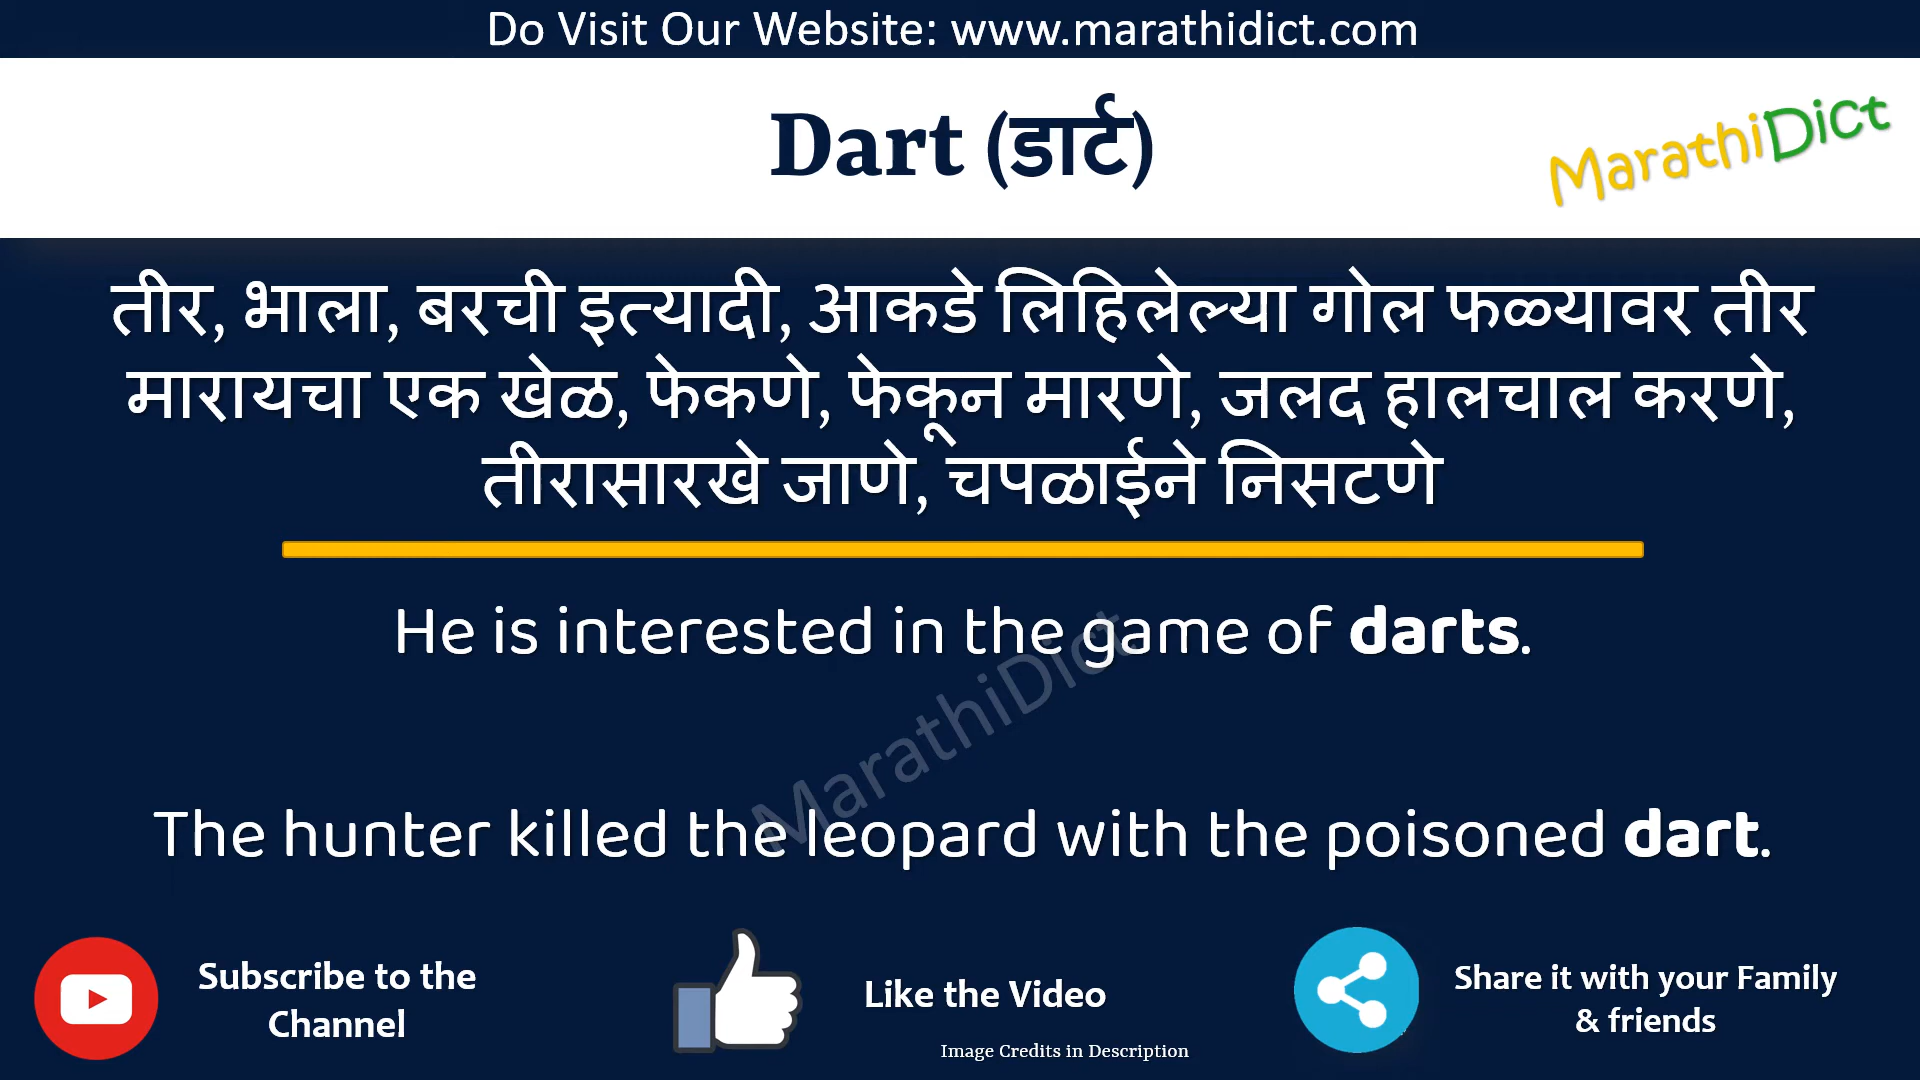 Do Visit Our Website: www.marathidict.com
Dart (डार्ट)
MarathiDict
तीर, भाला, बरची इत्यादी, आकडे लिहिलेल्या गोल फळ्यावर तीर
मारायचा एक खेळ, फेकणे, फेकून मारणे, जलद हालचाल करणे,
तीरासारखे जाणे, चपळाईने निसटणे
He is interested in the game of darts.
MarathiDict
The hunter killed the leopard with the poisoned dart.
Subscribe to the
Channel
Like the Video
Share it with your Family
& friends
Image Credits in Description